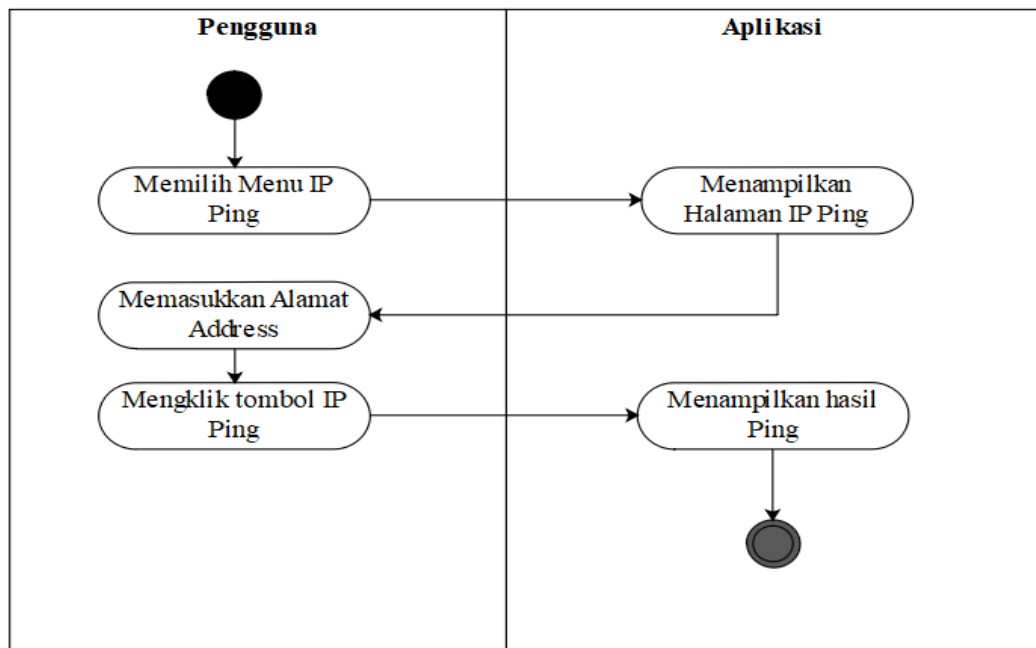 Pengguna
Aplikasi
Memilih Menu IP
Ping
Menampilkan
Halaman IP Ping
Memasukkan Alamat
Address
Mengklik tombol IP
Ping
Menampilkan hasil
Ping